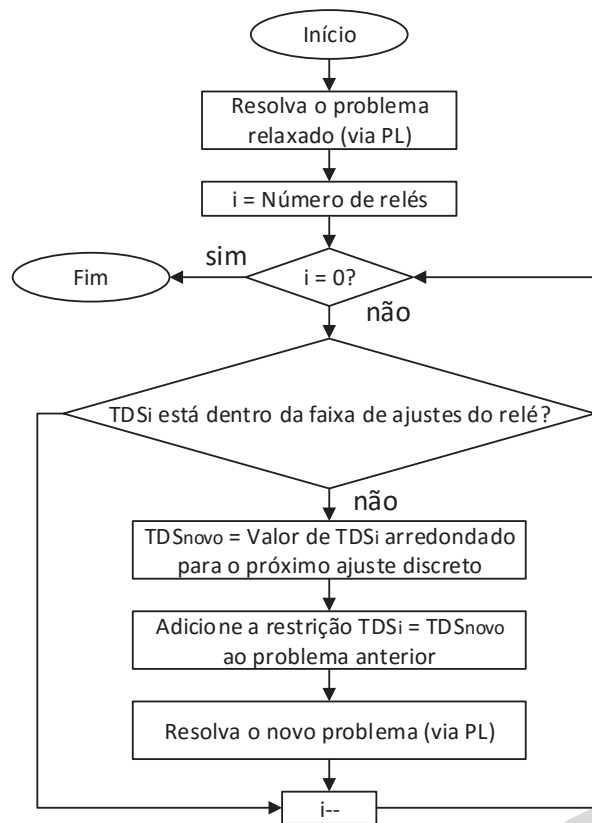 Início
Resolva o problema
relaxado (via PL)
i = Número de relés
sim
i = 0?
Fim
não
TDSi está dentro da faixa de ajustes do relé?
não
TDSnovo = Valor de TDSi arredondado
para o próximo ajuste discreto
Adicione a restrição TDSi = TDSnovo
ao problema anterior
Resolva o novo problema (via PL)
i--